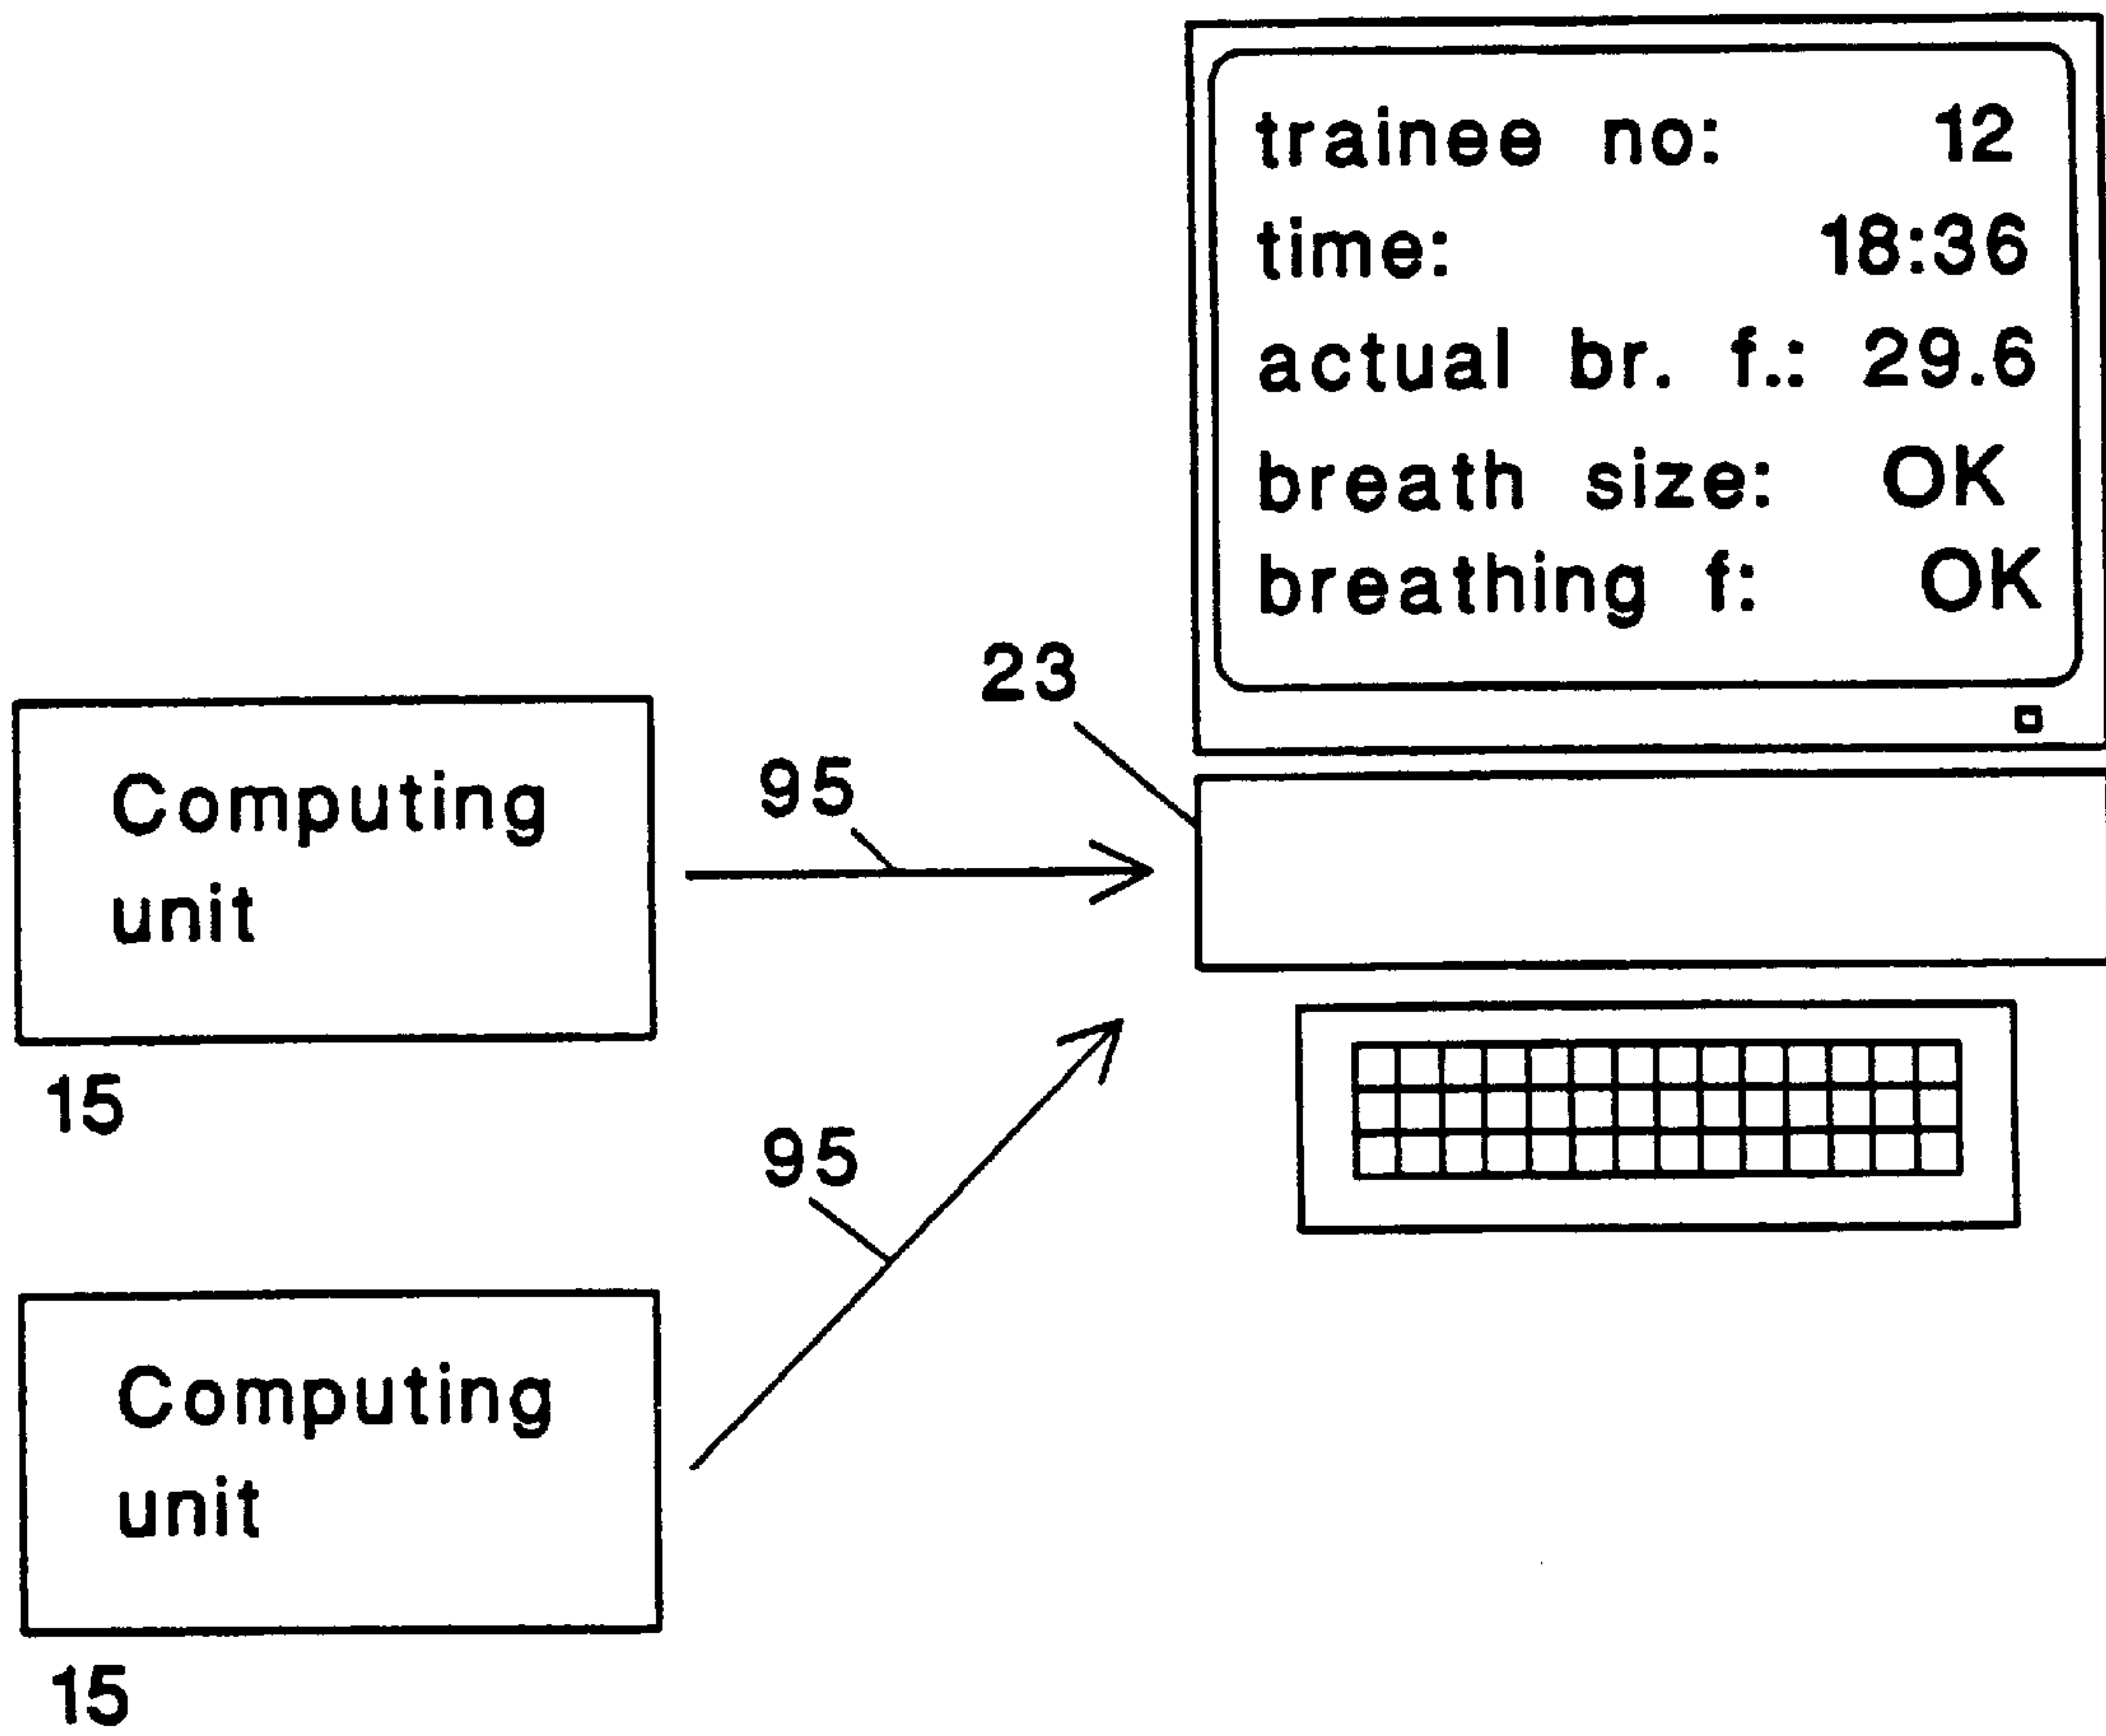 trainee no: 12
time: 18:36
actual br. f.: 29.6
breath size: OK
breathing f: OK
23
95
Computing
unit
15
95
Computing
unit
15